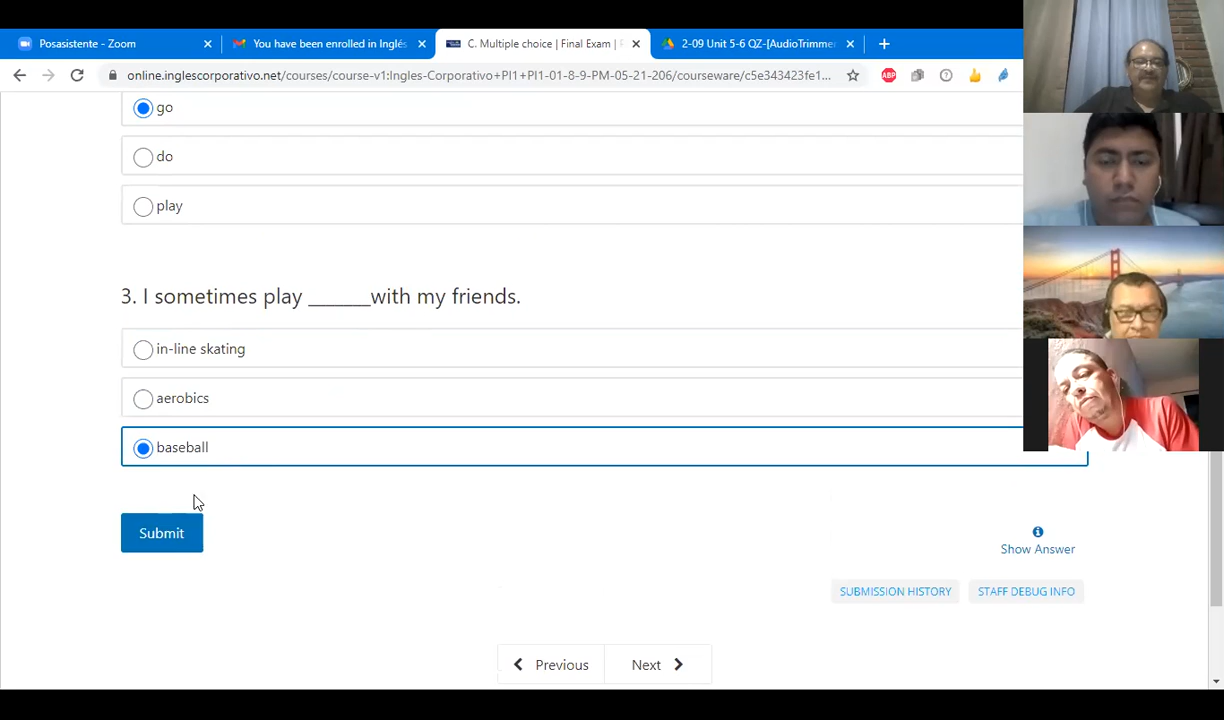 Posasistente - Zoom
You have been enrolled in Inglés
C. Multiple choice | Final Exam |
2-09 Unit 5-6 QZ-[AudioTrimmer
online.inglescorporativo.net/courses/course-v1:Ingles-Corporativo+PI1+PI1-01-8-9-PM-05-21-206/courseware/c5e343423fe1...
ABP
go
do
play
3. I sometimes play ______with my friends.
in-line skating
aerobics
baseball
Submit
Show Answer
SUBMISSION HISTORY
STAFF DEBUG INFO
Previous
Next